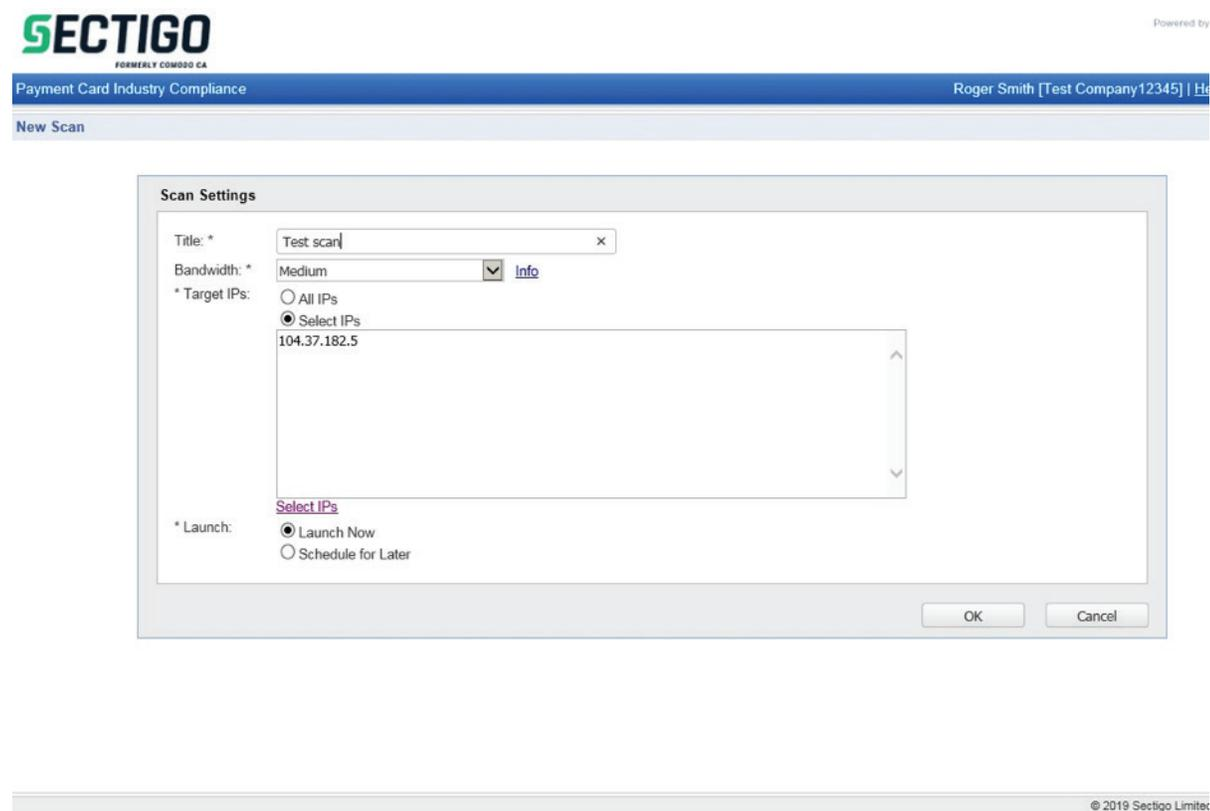 SECTIGO
FORMERLY COMODO CA
Powered by
Payment Card Industry Compliance
Roger Smith [Test Company12345] | He
New Scan
Scan Settings
Title: * Test scan ×
Bandwidth: * Medium Info
* Target IPs: All IPs
Select IPs
104.37.182.5
Select IPs
* Launch: Launch Now
Schedule for Later
OK Cancel
© 2019 Sectigo Limited